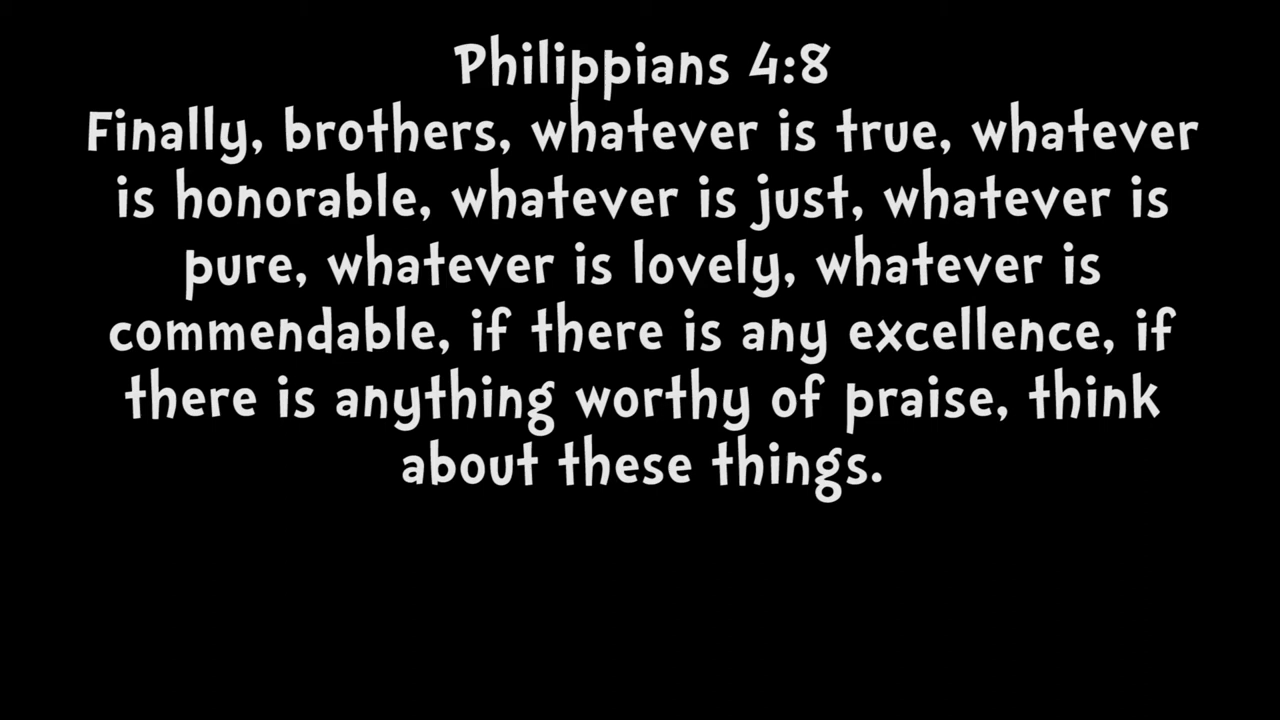 Philippians 4:8
Finally, brothers, whatever is true, whatever
is honorable, whatever is just, whatever is
pure, whatever is lovely, whatever is
commendable, if there is any excellence, if
there is anything worthy of praise, think
about these things.